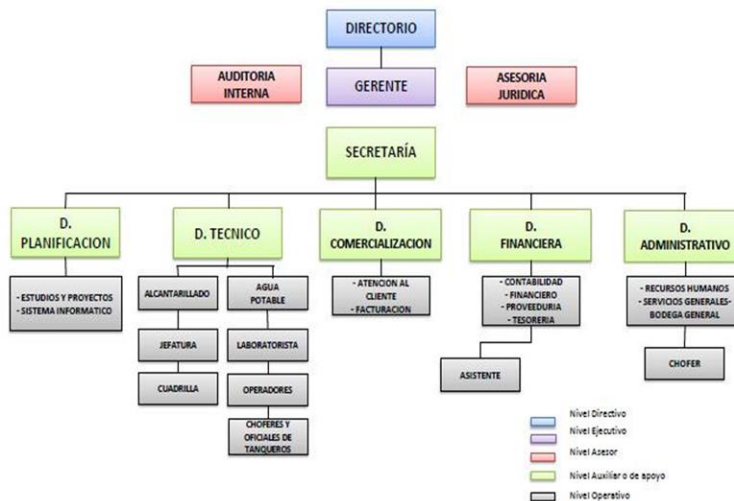 DIRECTORIO
AUDITORIA
INTERNA
GERENTE
ASESORIA
JURIDICA
SECRETARÍA
D.
PLANIFICACION
D. TECNICO
D.
COMERCIALIZACION
D.
FINANCIERA
D.
ADMINISTRATIVO
- ESTUDIOS Y PROYECTOS
- SISTEMA INFORMATICO
ALCANTARILLADO
AGUA
POTABLE
- ATENCION AL
CLIENTE
- FACTURACION
- CONTABILIDAD
- FINANCIERO
- PROVEEDURIA
- TESORERIA
- RECURSOS HUMANOS
- SERVICIOS GENERALES-
BODEGA GENERAL
JEFATURA
LABORATORISTA
ASISTENTE
CHOFER
CUADRILLA
OPERADORES
CHOFERES Y
OFICIALES DE
TANQUEROS
Nivel Directivo
Nivel Ejecutivo
Nivel Asesor
Nivel Auxiliar o de apoyo
Nivel Operativo